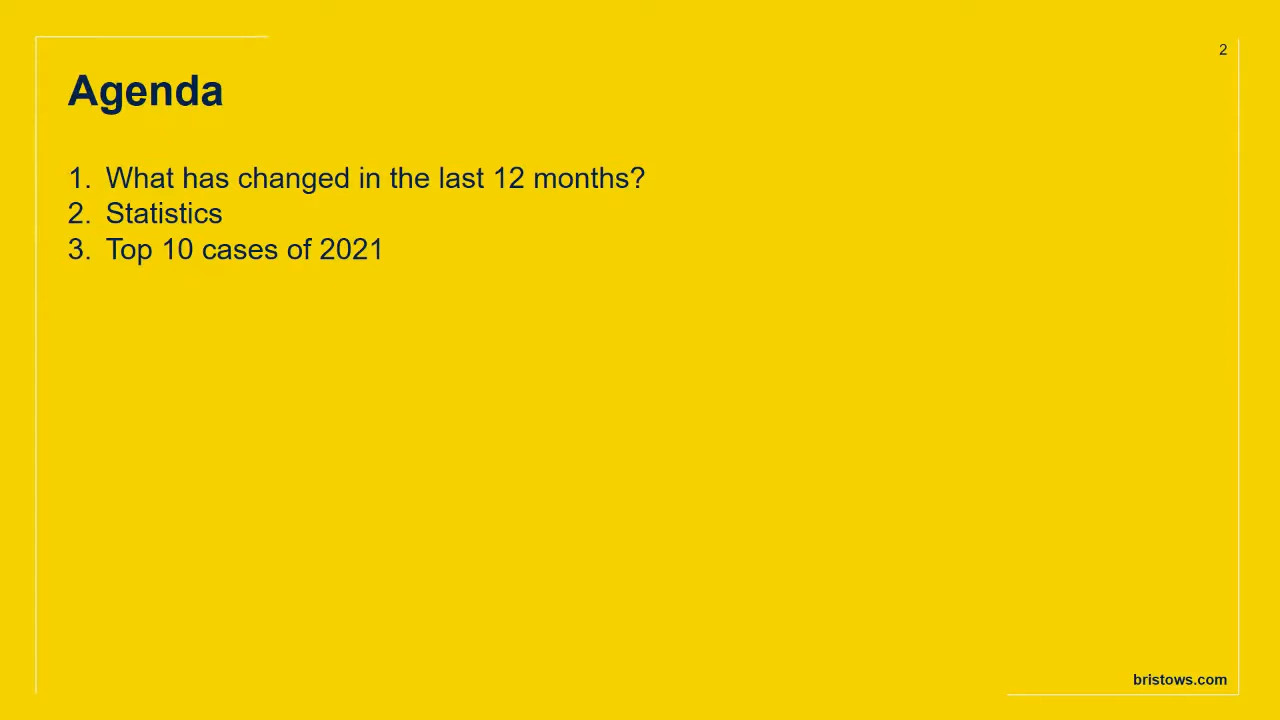 2
Agenda
1. What has changed in the last 12 months?
2. Statistics
3. Top 10 cases of 2021
bristows.com